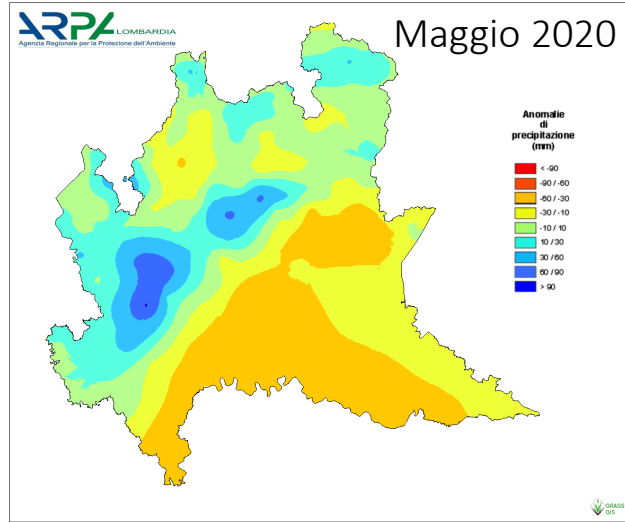 ARPA LOMBARDIA
Agenzia Regionale per la Protezione dell'Ambiente
Maggio 2020
Anomalie
di
precipitazione
(mm)
< -90
-90 / -60
-60 / -30
-30 / -10
-10 / 10
10 / 30
30 / 60
60 / 90
> 90
GRASS
GIS